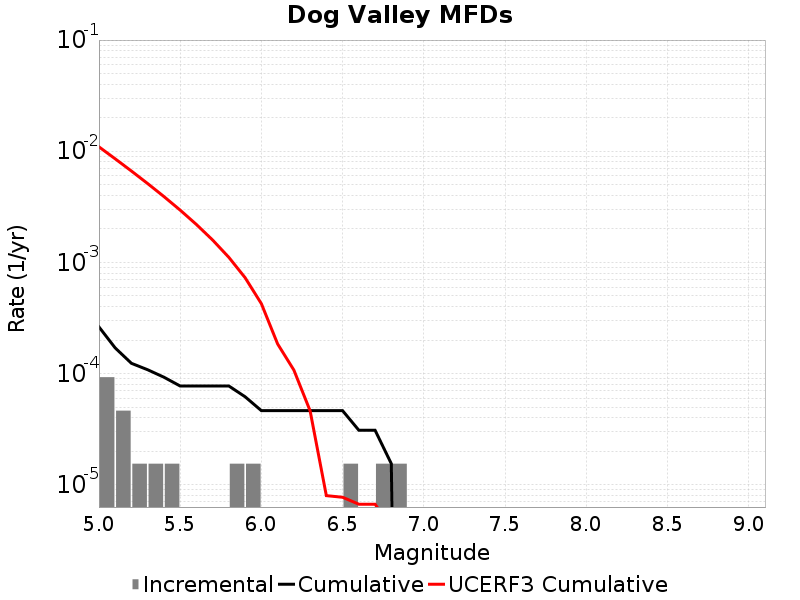 Dog Valley MFDs
10^-1
10^-2
10^-3
10^-4
10^-5
Rate (1/yr)
5.0 5.5 6.0 6.5 7.0 7.5 8.0 8.5 9.0
Magnitude
Incremental Cumulative UCERF3 Cumulative